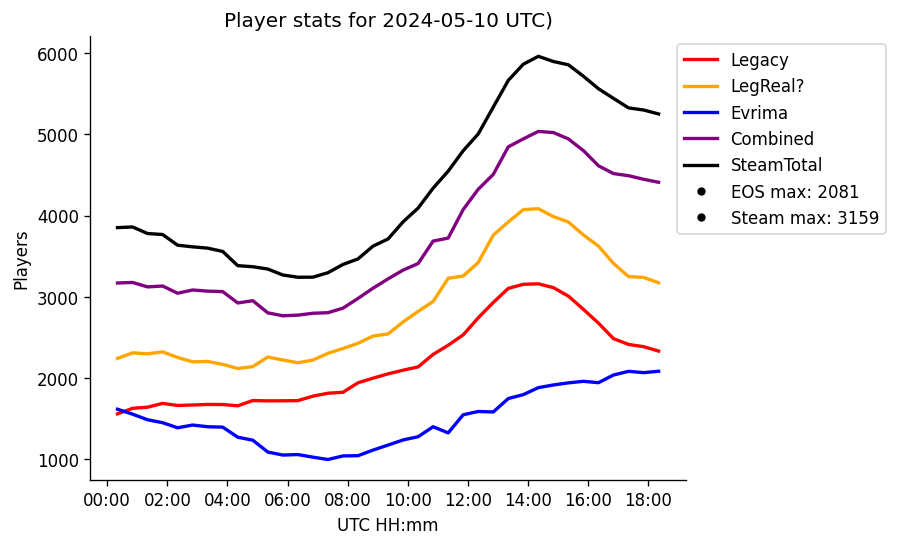 Player stats for 2024-05-10 UTC)
6000
5000
4000
3000
2000
1000
Players
00:00 02:00 04:00 06:00 08:00 10:00 12:00 14:00 16:00 18:00
UTC HH:mm
Legacy
LegReal?
Evrima
Combined
SteamTotal
EOS max: 2081
Steam max: 3159